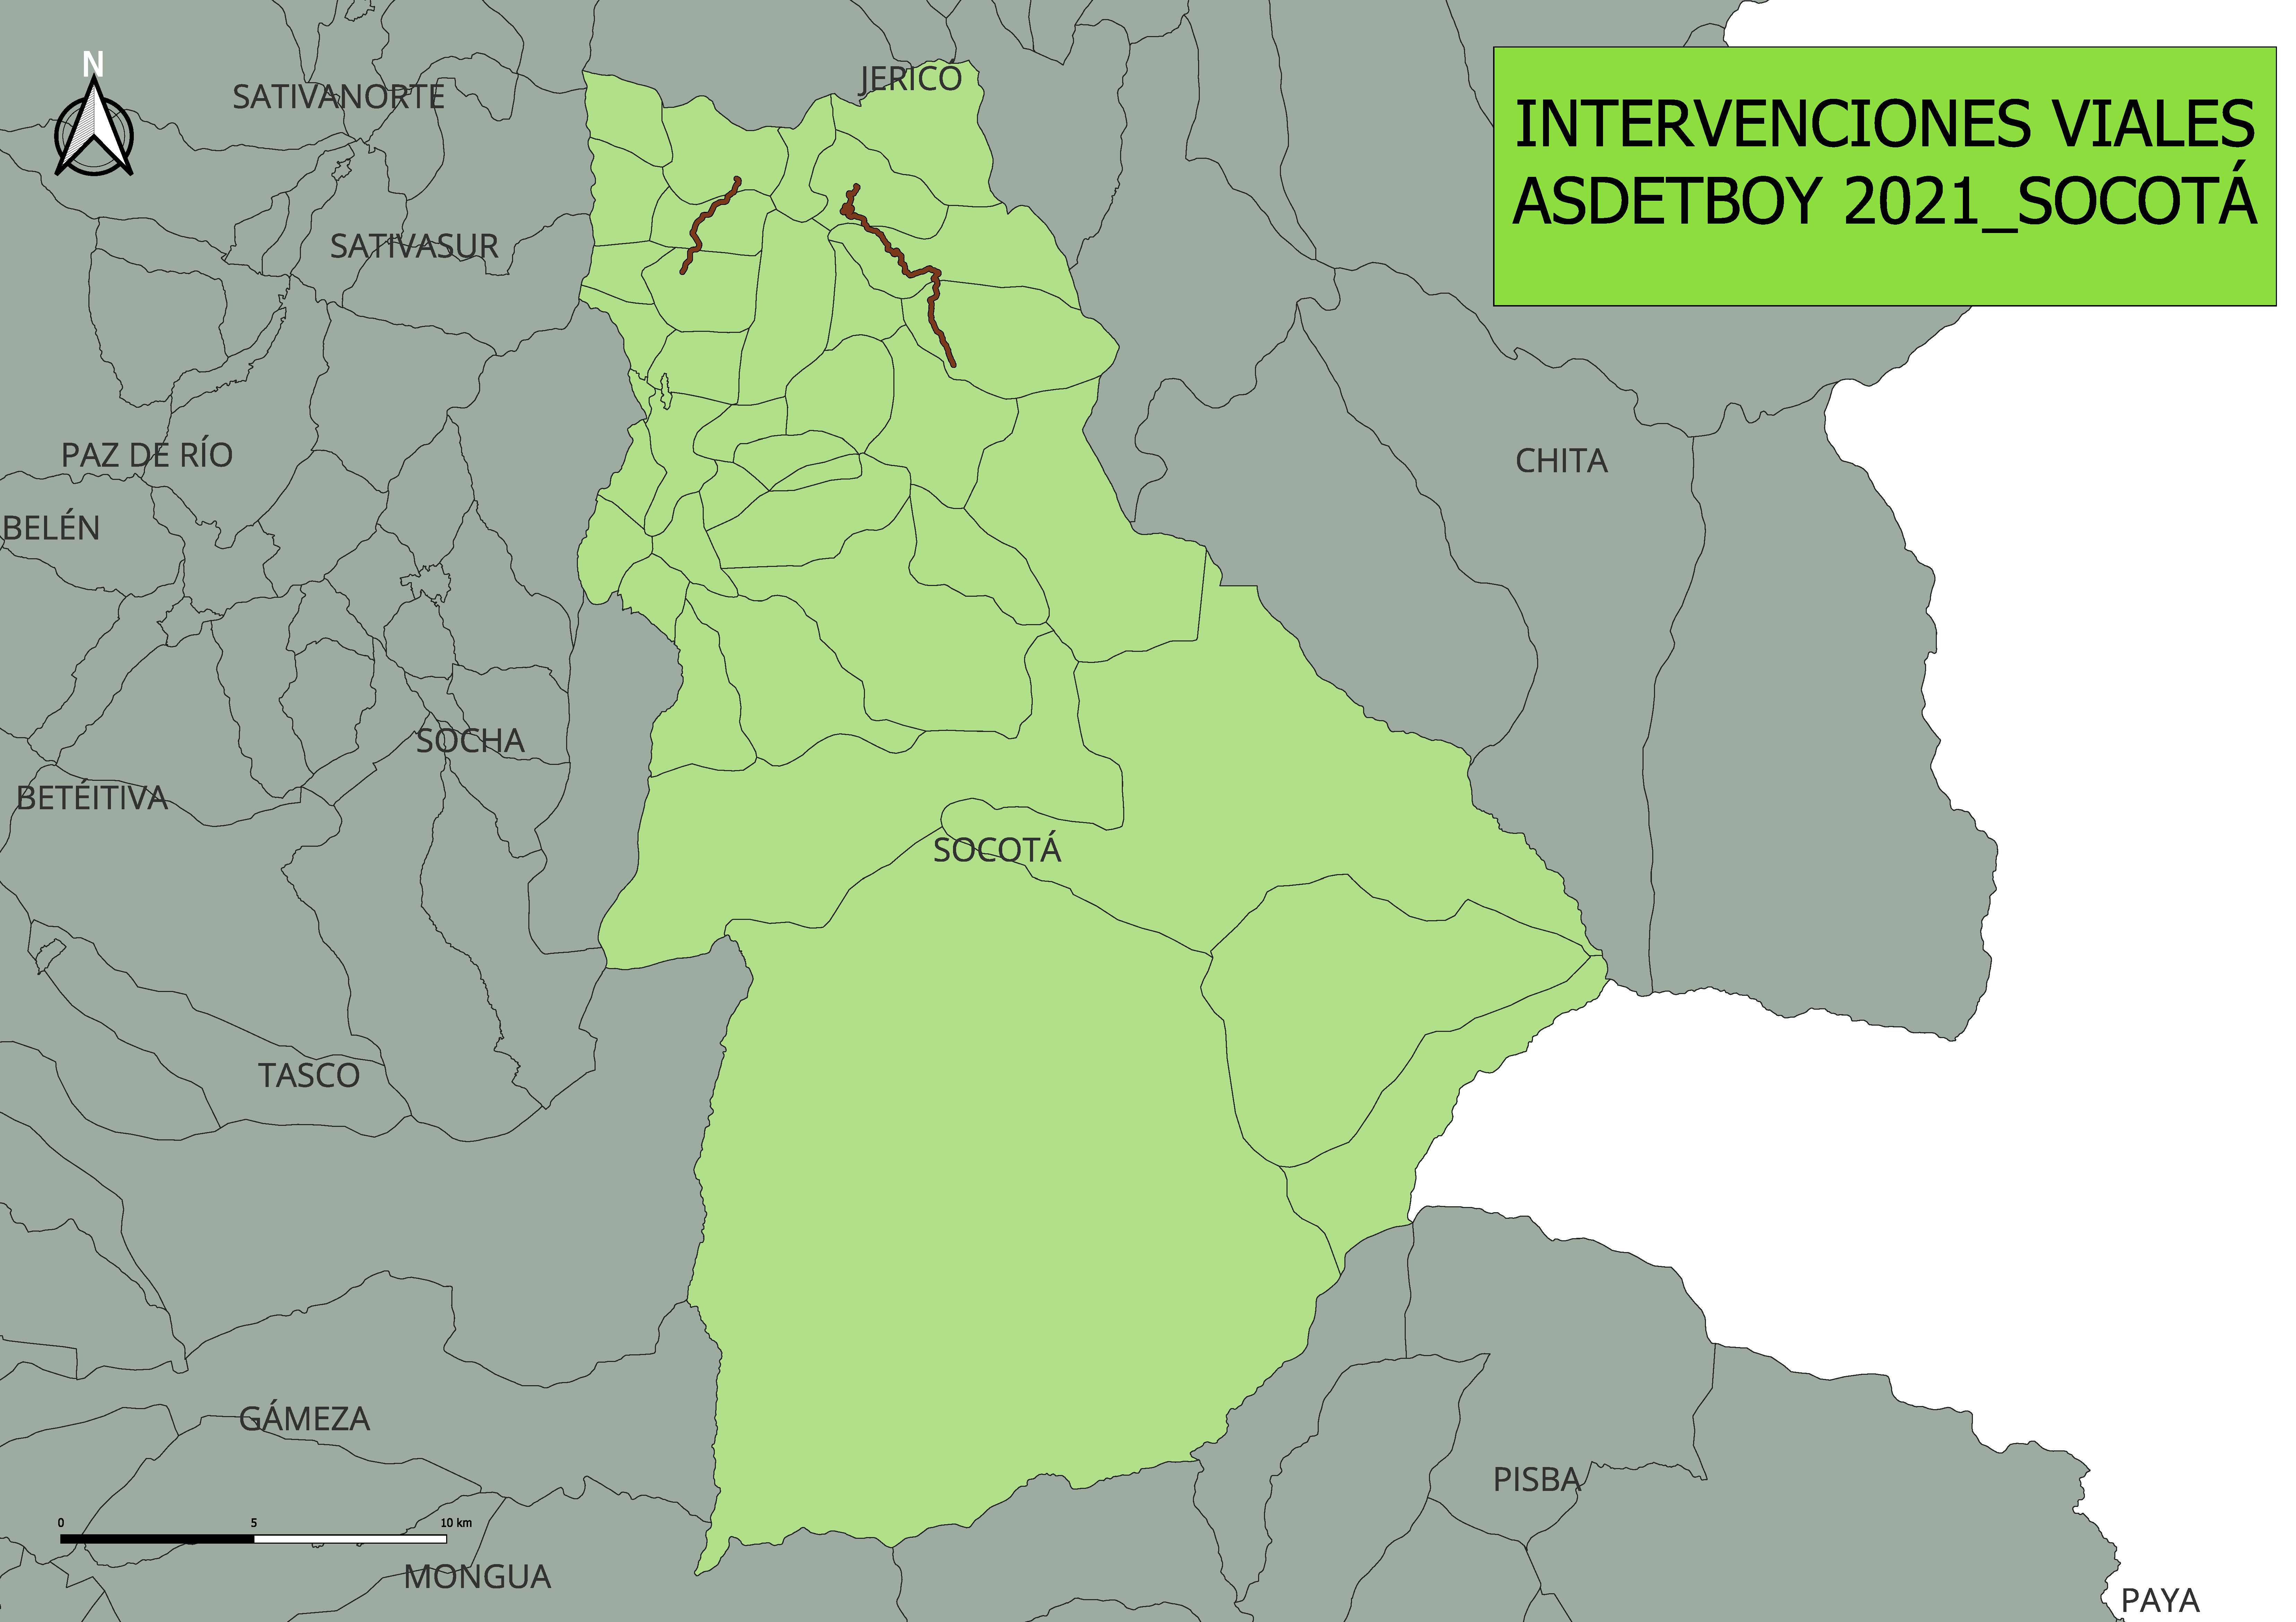 N
JERICÓ
SATIVANORTE
INTERVENCIONES VIALES
ASDETBOY 2021_SOCOTÁ
SATIVASUR
PAZ DE RÍO
CHITA
BELÉN
SOCHA
BETÉITIVA
SOCOTÁ
TASCO
GÁMEZA
PISBA
0 5 10 km
MONGUA
PAYA